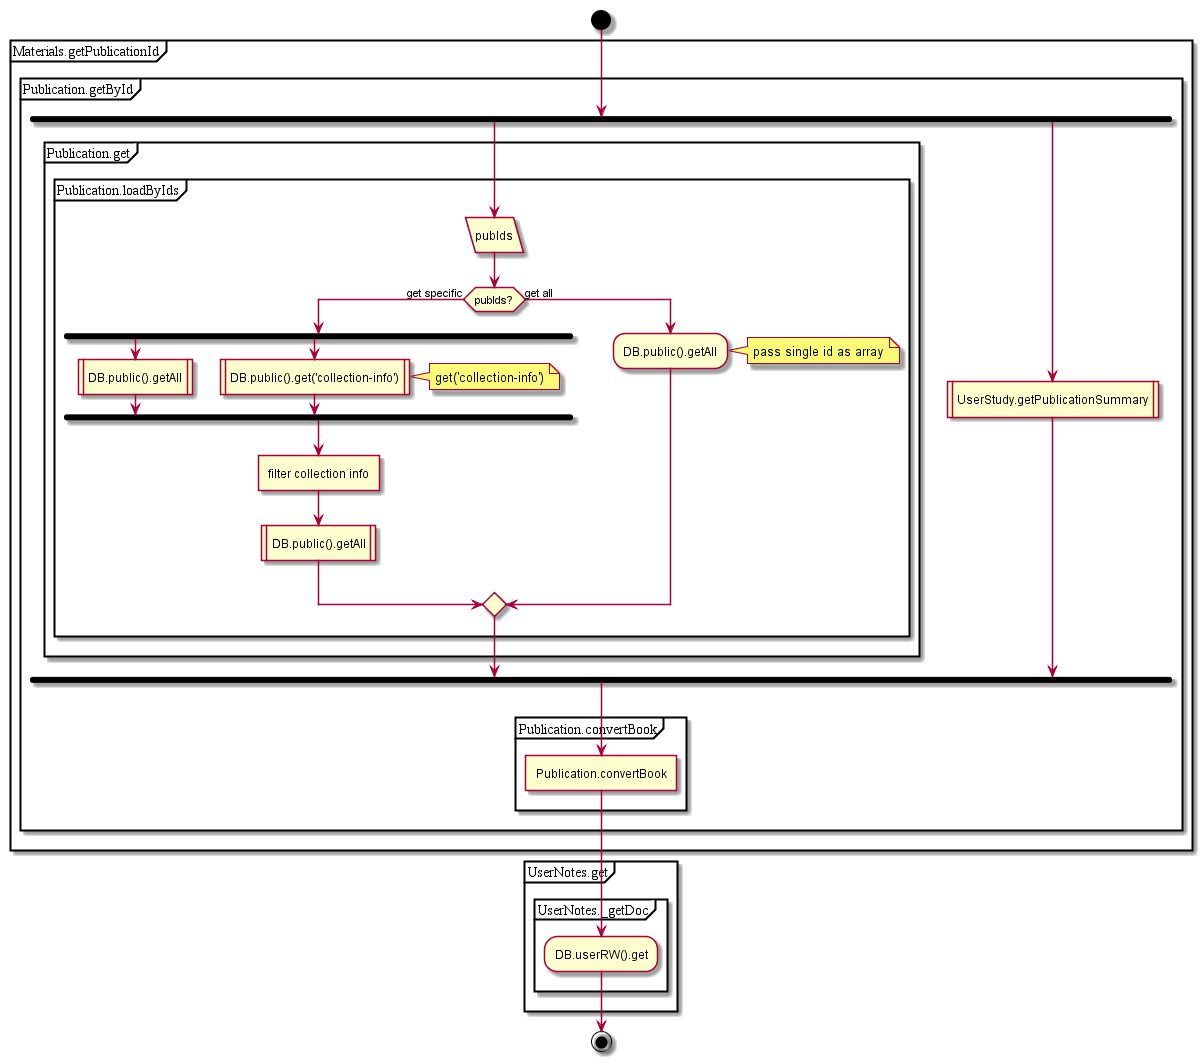 Materials.getPublicationId
Publication.getById
Publication.get
Publication.loadByIds
pubIds
get specific
pubIds?
get all
DB.public().getAll
DB.public().get('collection-info')
get('collection-info')
DB.public().getAll
pass single id as array
UserStudy.getPublicationSummary
filter collection info
DB.public().getAll
Publication.convertBook
Publication.convertBook
UserNotes.get
UserNotes._getDoc
DB.userRW().get